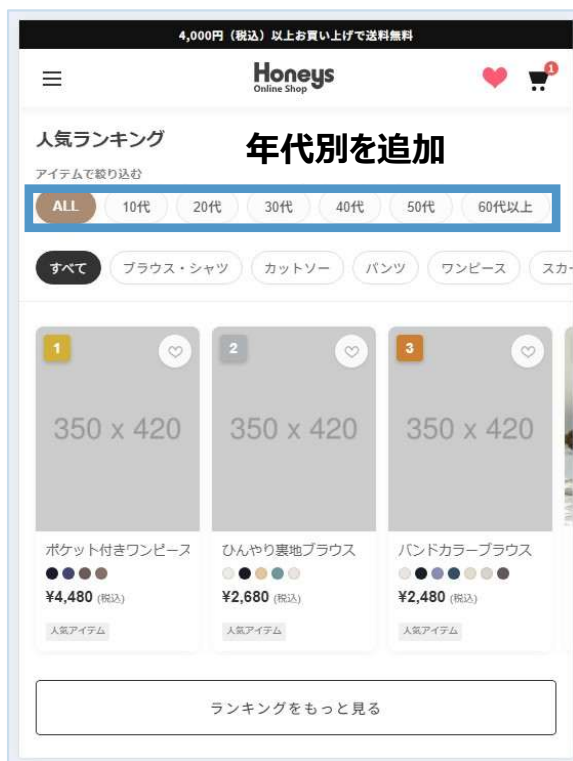 4,000円（税込）以上お買い上げで送料無料
Honeys
Online Shop
1
人気ランキング
年代別を追加
アイテムで絞り込む
ALL 10代 20代 30代 40代 50代 60代以上
すべて ブラウス・シャツ カットソー パンツ ワンピース スカー
1 2 3
350 x 420 350 x 420 350 x 420
ポケット付きワンピース ひんやり裏地ブラウス バンドカラーブラウス
¥4,480 (税込) ¥2,680 (税込) ¥2,480 (税込)
人気アイテム 人気アイテム 人気アイテム
ランキングをもっと見る